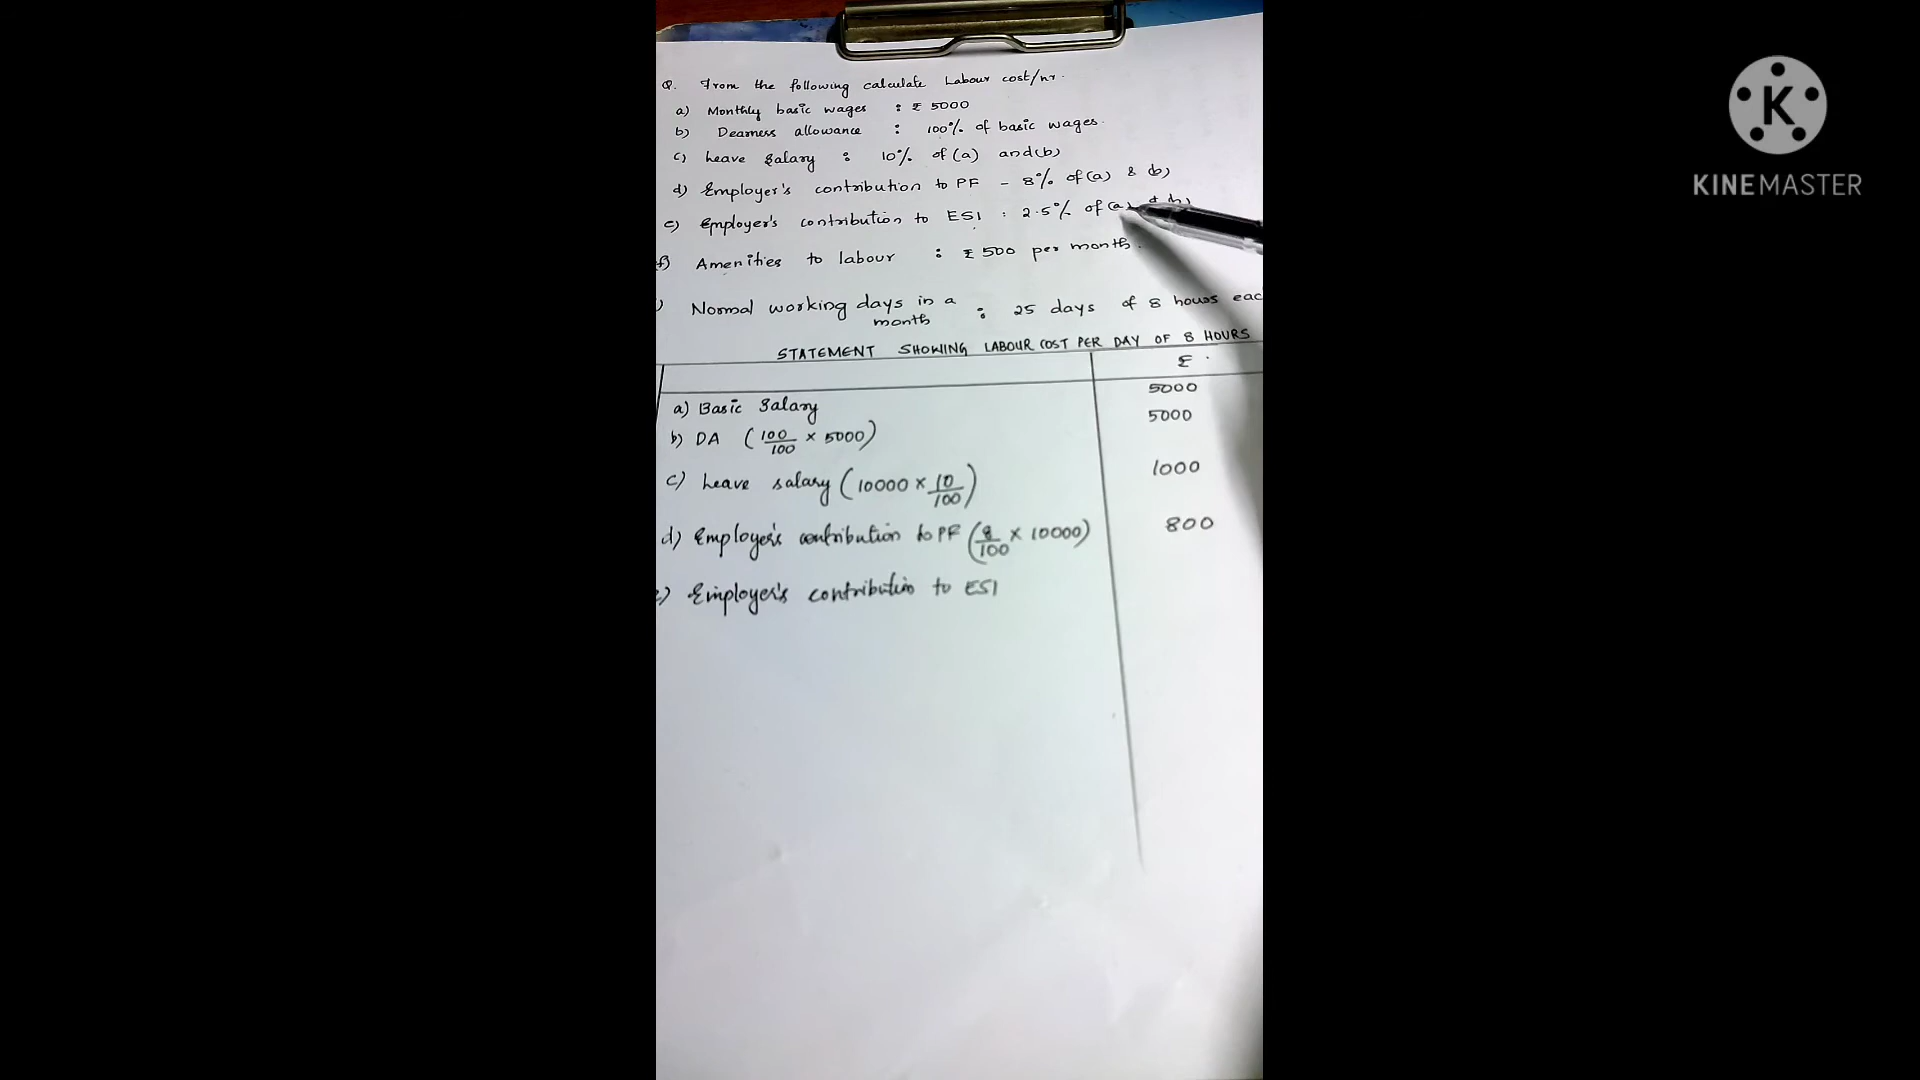 Q. From the following calculate Labour cost/hr.
a) Monthly basic wages : ₹ 5000
b) Dearness allowance : 100% of basic wages.
c) Leave Salary : 10% of (a) and (b)
d) Employer's contribution to PF - 8% of (a) & (b)
e) Employer's contribution to ESI : 2.5% of (a)
f) Amenities to labour : ₹ 500 per month.
) Normal working days in a month : 25 days of 8 hours eac
STATEMENT SHOWING LABOUR COST PER DAY OF 8 HOURS
₹
a) Basic Salary 5000
b) DA (100/100 × 5000) 5000
c) Leave salary (10000 × 10/100) 1000
d) Employer's contribution to PF (8/100 × 10000) 800
) Employer's contribution to ESI
K
KINEMASTER